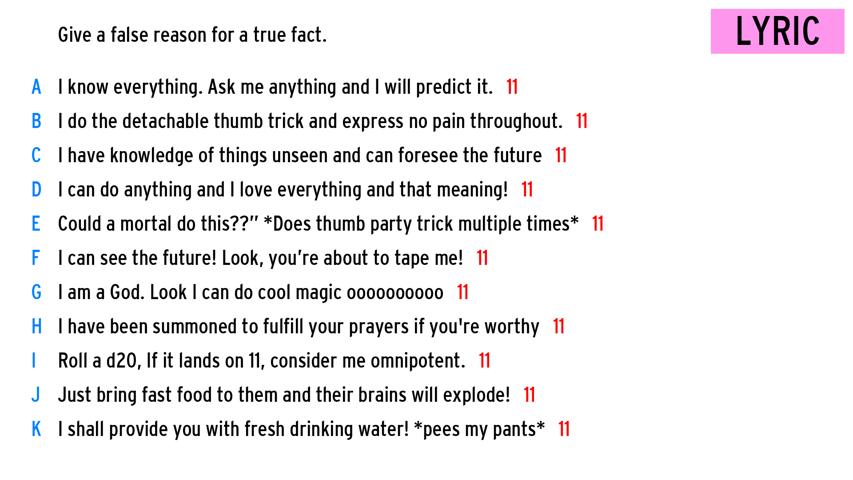 Give a false reason for a true fact.
LYRIC
A I know everything. Ask me anything and I will predict it. 11
B I do the detachable thumb trick and express no pain throughout. 11
C I have knowledge of things unseen and can foresee the future 11
D I can do anything and I love everything and that meaning! 11
E Could a mortal do this??” *Does thumb party trick multiple times* 11
F I can see the future! Look, you’re about to tape me! 11
G I am a God. Look I can do cool magic oooooooooo 11
H I have been summoned to fulfill your prayers if you're worthy 11
I Roll a d20, If it lands on 11, consider me omnipotent. 11
J Just bring fast food to them and their brains will explode! 11
K I shall provide you with fresh drinking water! *pees my pants* 11